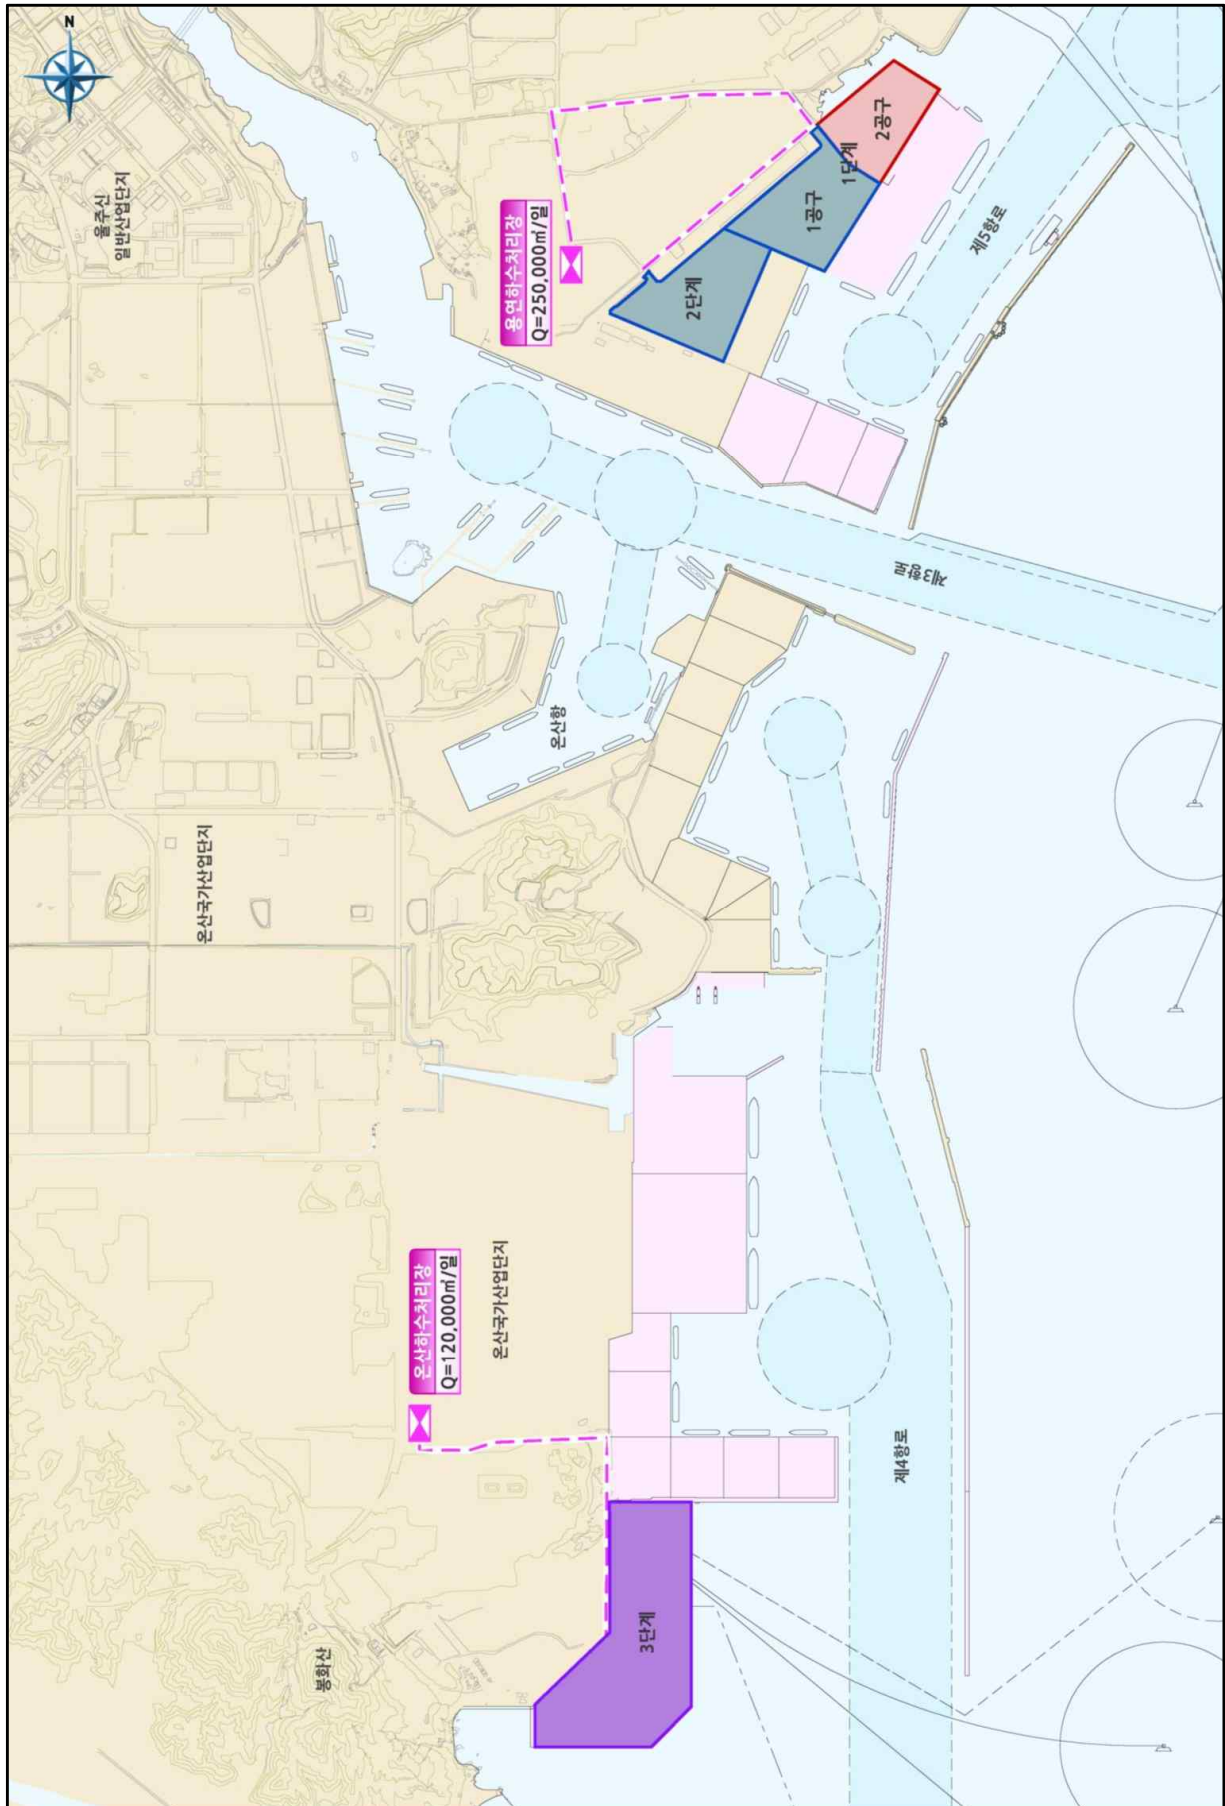 N
울주신
일반산업단지
용연하수처리장
Q=250,000㎥/일
2공구
1단계
1공구
2단계
제5항로
제3항로
온산항
온산국가산업단지
온산하수처리장
Q=120,000㎥/일
온산국가산업단지
제4항로
봉화산
3단계